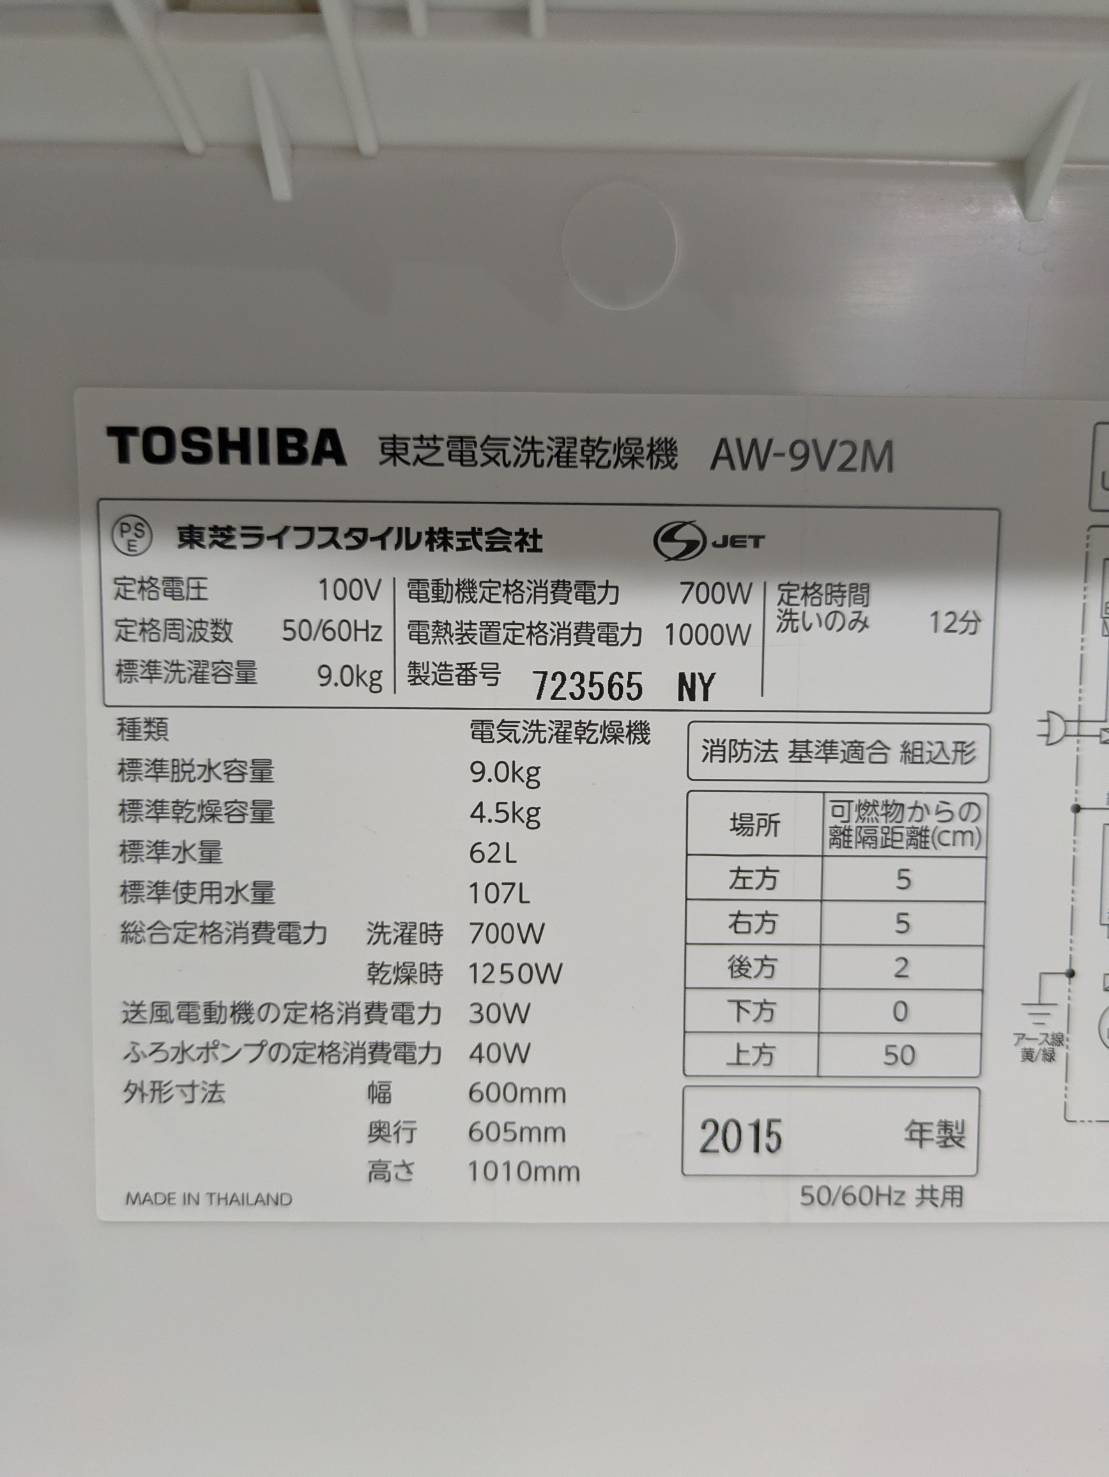 TOSHIBA 東芝電気洗濯乾燥機 AW-9V2M
PS E 東芝ライフスタイル株式会社 S JET
定格電圧 100V
定格周波数 50/60Hz
標準洗濯容量 9.0kg
電動機定格消費電力 700W
電熱装置定格消費電力 1000W
製造番号 723565 NY
定格時間
洗いのみ 12分
種類 電気洗濯乾燥機
標準脱水容量 9.0kg
標準乾燥容量 4.5kg
標準水量 62L
標準使用水量 107L
総合定格消費電力 洗濯時 700W
乾燥時 1250W
送風電動機の定格消費電力 30W
ふろ水ポンプの定格消費電力 40W
外形寸法 幅 600mm
奥行 605mm
高さ 1010mm
MADE IN THAILAND
消防法 基準適合 組込形
場所 可燃物からの
離隔距離(cm)
左方 5
右方 5
後方 2
下方 0
上方 50
2015 年製
50/60Hz 共用
アース線
黄/緑